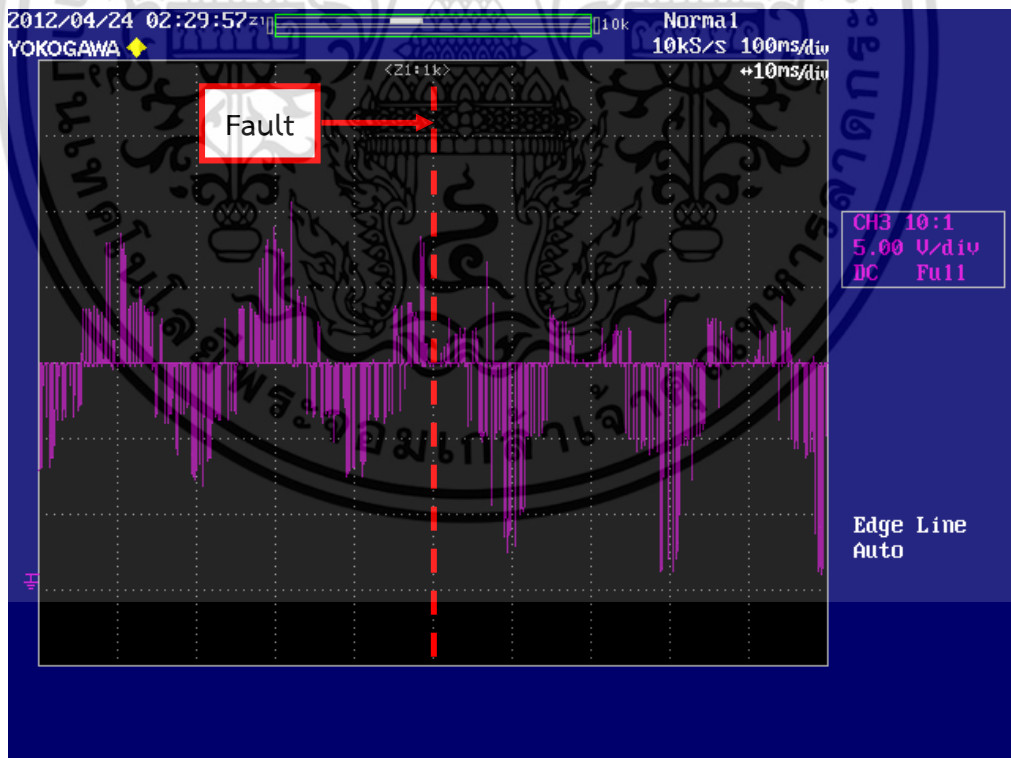 2012/04/24 02:29:57 Z1 10k Normal
YOKOGAWA 10kS/s 100ms/div
<Z1:1k> ↔10ms/div
Fault
CH3 10:1
5.00 V/div
DC Full
Edge Line
Auto